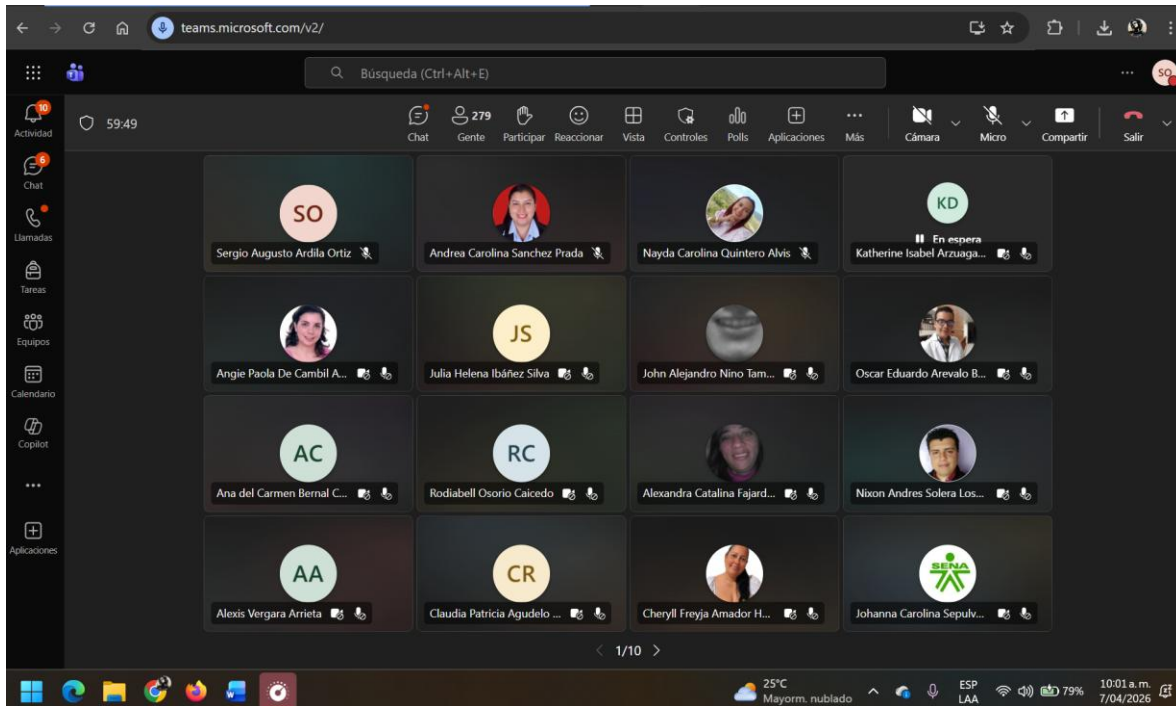 teams.microsoft.com/v2/
Búsqueda (Ctrl+Alt+E)
SO
10
Actividad
59:49
Chat
279
Gente
Participar
Reaccionar
Vista
Controles
Polls
Aplicaciones
Más
Cámara
Micro
Compartir
Salir
6
Chat
Llamadas
Tareas
Equipos
Calendario
Copilot
Aplicaciones
SO
Sergio Augusto Ardila Ortiz
Andrea Carolina Sanchez Prada
Nayda Carolina Quintero Alvis
KD
En espera
Katherine Isabel Arzuaga...
Angie Paola De Cambil A...
JS
Julia Helena Ibáñez Silva
John Alejandro Nino Tam...
Oscar Eduardo Arevalo B...
AC
Ana del Carmen Bernal C...
RC
Rodiabell Osorio Caicedo
Alexandra Catalina Fajard...
Nixon Andres Solera Los...
AA
Alexis Vergara Arrieta
CR
Claudia Patricia Agudelo ...
Cheryll Freyja Amador H...
SENA
Johanna Carolina Sepulv...
1/10
25°C
Mayorm. nublado
ESP
LAA
79%
10:01 a. m.
7/04/2026